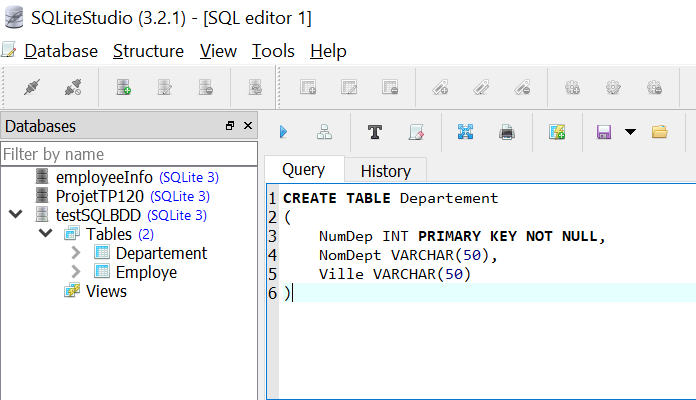 SQLiteStudio (3.2.1) - [SQL editor 1]
Database Structure View Tools Help
Databases
Filter by name
employeeInfo (SQLite 3)
ProjetTP120 (SQLite 3)
testSQLBDD (SQLite 3)
Tables (2)
Departement
Employe
Views
Query History
1 CREATE TABLE Departement
2 (
3 NumDep INT PRIMARY KEY NOT NULL,
4 NomDept VARCHAR(50),
5 Ville VARCHAR(50)
6 )